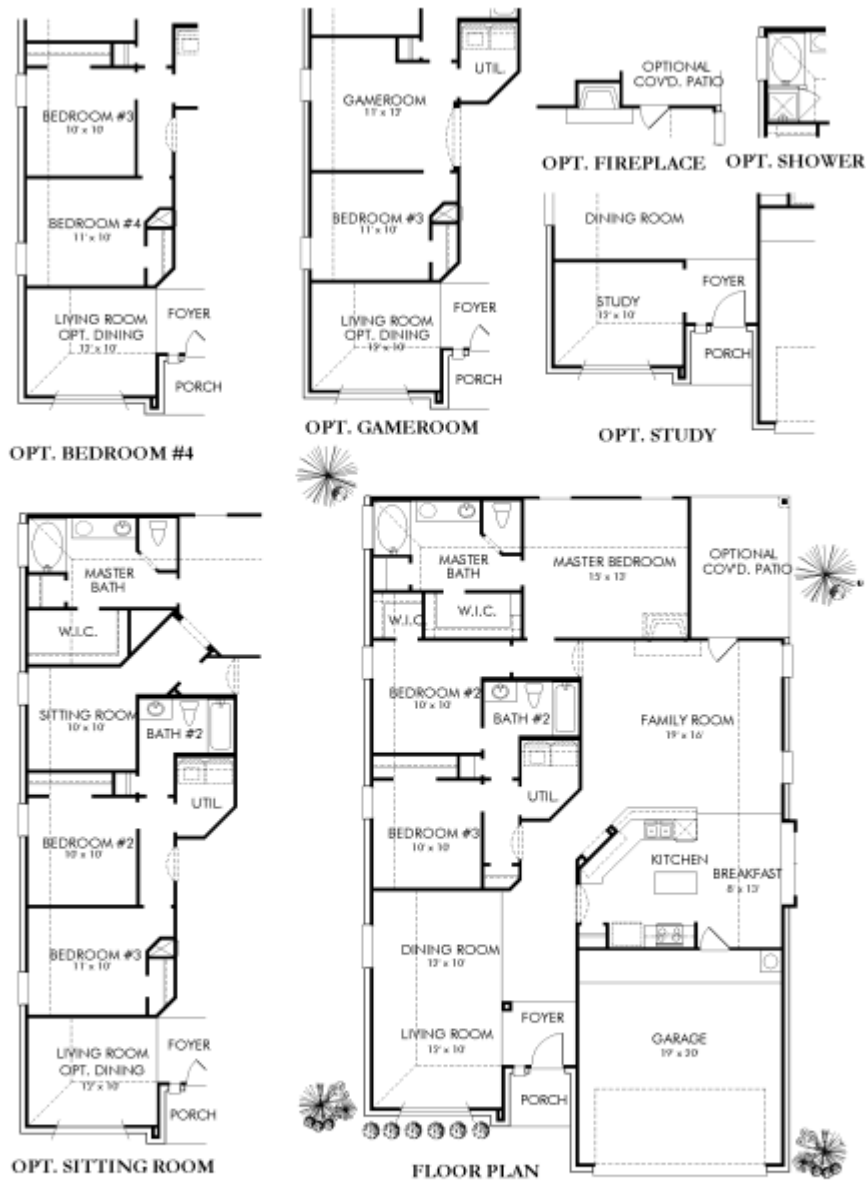 BEDROOM #3
10' x 10'
BEDROOM #4
11' x 10'
LIVING ROOM
OPT. DINING
12' x 10'
FOYER
PORCH
OPT. BEDROOM #4
UTIL.
GAMEROOM
11' x 12'
BEDROOM #3
11' x 10'
LIVING ROOM
OPT. DINING
12' x 10'
FOYER
PORCH
OPT. GAMEROOM
OPTIONAL
COV'D. PATIO
OPT. FIREPLACE
OPT. SHOWER
DINING ROOM
STUDY
12' x 10'
FOYER
PORCH
OPT. STUDY
MASTER
BATH
W.I.C.
SITTING ROOM
10' x 10'
BATH #2
UTIL.
BEDROOM #2
10' x 10'
BEDROOM #3
11' x 10'
LIVING ROOM
OPT. DINING
12' x 10'
FOYER
PORCH
OPT. SITTING ROOM
MASTER
BATH
MASTER BEDROOM
15' x 13'
OPTIONAL
COV'D. PATIO
W.I.C.
W.I.C.
BEDROOM #2
10' x 10'
BATH #2
FAMILY ROOM
19' x 16'
UTIL.
BEDROOM #3
10' x 10'
KITCHEN
BREAKFAST
8' x 13'
DINING ROOM
12' x 10'
LIVING ROOM
12' x 10'
FOYER
GARAGE
19' x 20'
PORCH
FLOOR PLAN